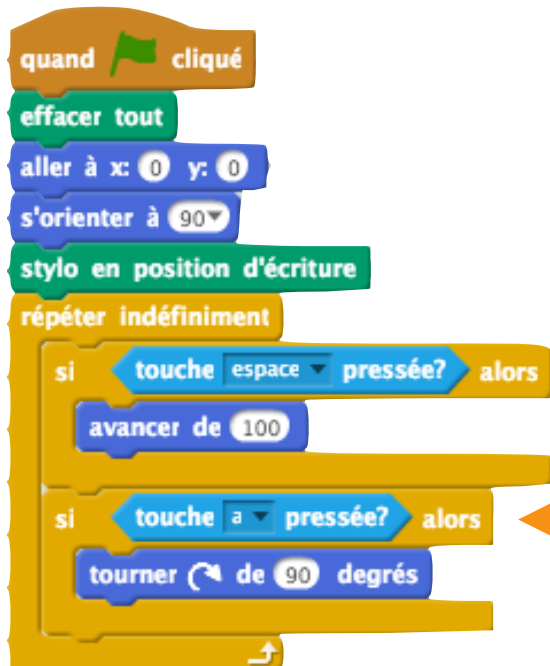 quand cliqué
effacer tout
aller à x: 0 y: 0
s'orienter à 90
stylo en position d'écriture
répéter indéfiniment
si touche espace pressée? alors
avancer de 100
si touche a pressée? alors
tourner de 90 degrés